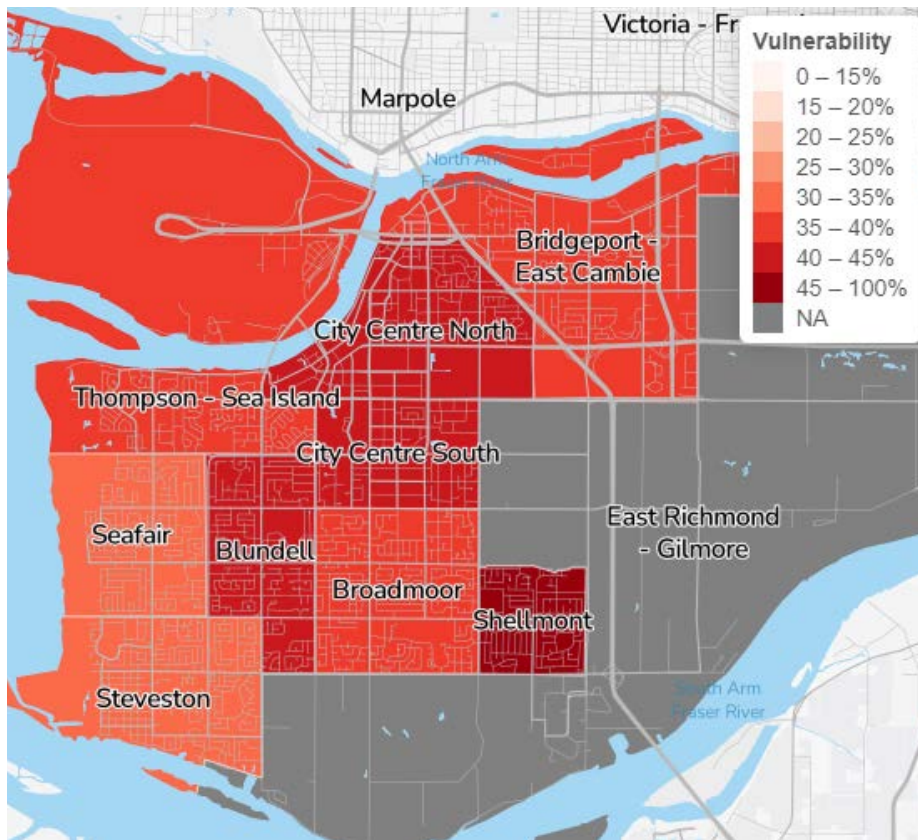 Victoria - Fr
Vulnerability
0 – 15%
15 – 20%
20 – 25%
25 – 30%
30 – 35%
35 – 40%
40 – 45%
45 – 100%
NA
Marpole
North Arm
Fraser River
Bridgeport -
East Cambie
City Centre North
Thompson - Sea Island
City Centre South
Seafair
Blundell
East Richmond
- Gilmore
Broadmoor
Shellmont
Steveston
South Arm
Fraser River